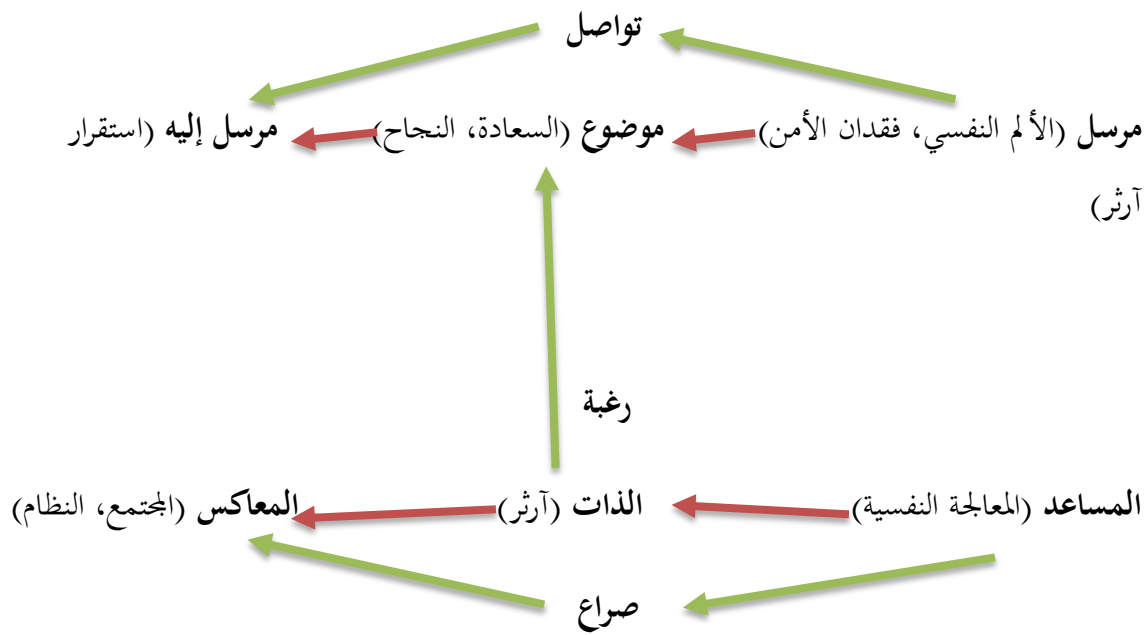 تواصل
مرسل (الألم النفسي، فقدان الأمن) موضوع (السعادة، النجاح) مرسل إليه (استقرار
آرثر)
رغبة
المساعد (المعالجة النفسية) الذات (آرثر) المعاكس (المجتمع، النظام)
صراع